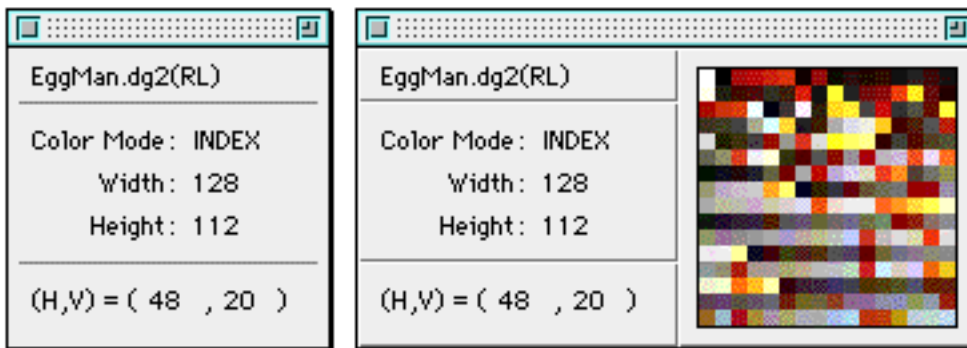 EggMan.dg2(RL)
Color Mode: INDEX
Width: 128
Height: 112
(H,V) = ( 48 , 20 )
EggMan.dg2(RL)
Color Mode: INDEX
Width: 128
Height: 112
(H,V) = ( 48 , 20 )